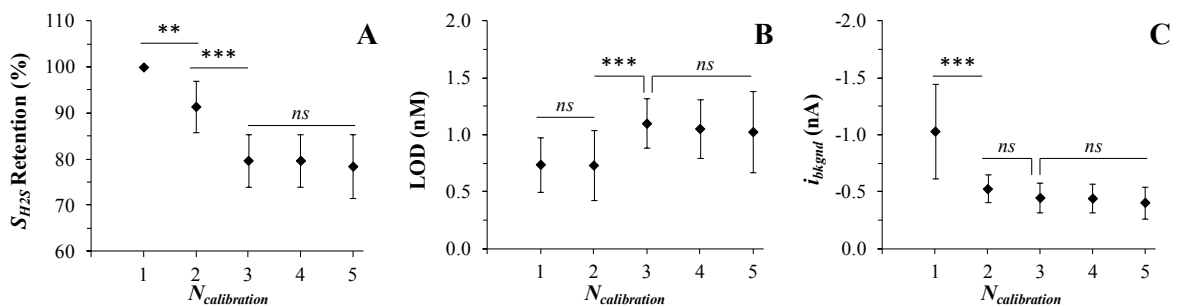 A
S_H2S Retention (%)
100
90
80
70
60
**
***
ns
1 2 3 4 5
N_calibration
B
LOD (nM)
2.0
1.5
1.0
0.5
0.0
ns
***
ns
1 2 3 4 5
N_calibration
C
i_bkgnd (nA)
-2.0
-1.5
-1.0
-0.5
-0.0
***
ns
ns
1 2 3 4 5
N_calibration